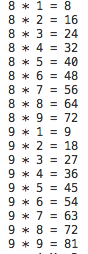 8 * 1 = 8
8 * 2 = 16
8 * 3 = 24
8 * 4 = 32
8 * 5 = 40
8 * 6 = 48
8 * 7 = 56
8 * 8 = 64
8 * 9 = 72
9 * 1 = 9
9 * 2 = 18
9 * 3 = 27
9 * 4 = 36
9 * 5 = 45
9 * 6 = 54
9 * 7 = 63
9 * 8 = 72
9 * 9 = 81